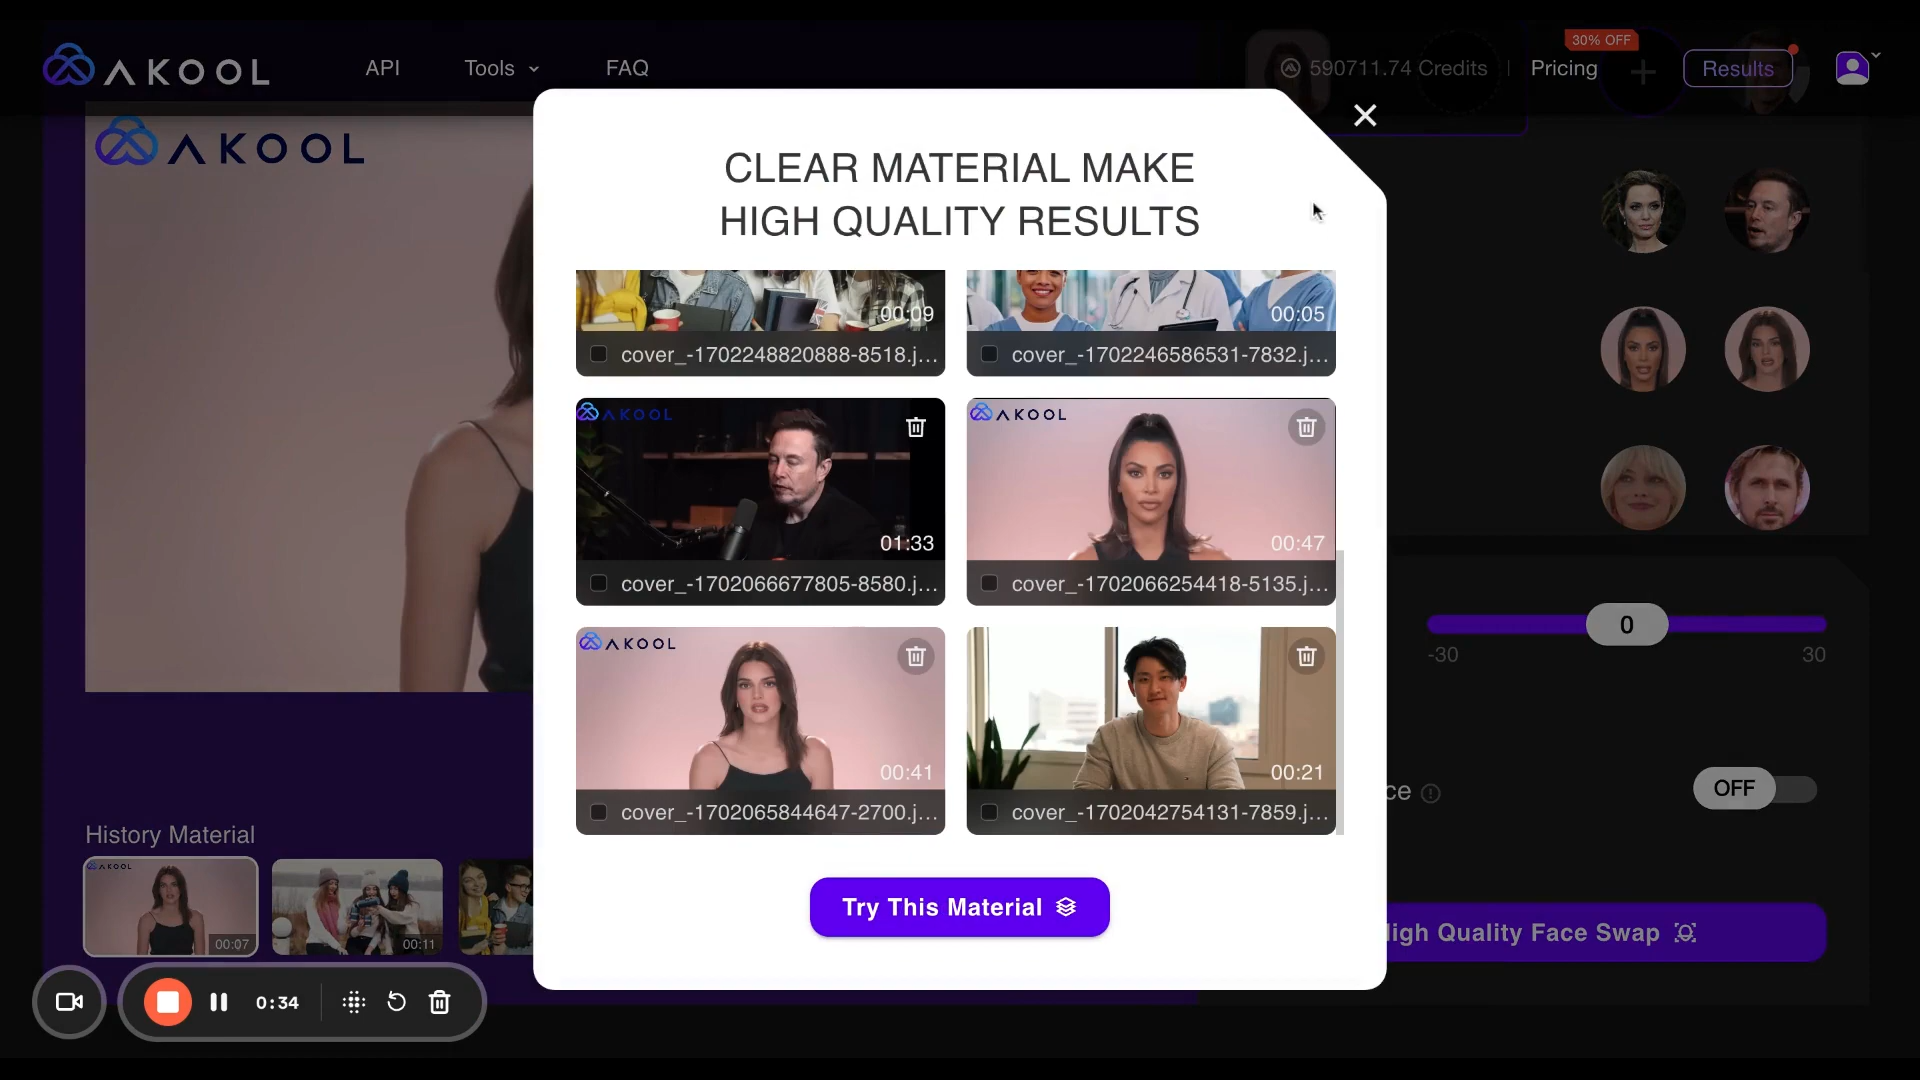 AKOOL
API
Tools
FAQ
590711.74 Credits
30% OFF
Pricing
Results
AKOOL
CLEAR MATERIAL MAKE
HIGH QUALITY RESULTS
00:09
00:05
cover_-1702248820888-8518.j...
cover_-1702246586531-7832.j...
AKOOL
AKOOL
01:33
00:47
cover_-1702066677805-8580.j...
cover_-1702066254418-5135.j...
AKOOL
00:41
00:21
cover_-1702065844647-2700.j...
cover_-1702042754131-7859.j...
Try This Material
0
-30
30
ce
OFF
High Quality Face Swap
History Material
AKOOL
00:07
00:11
0:34